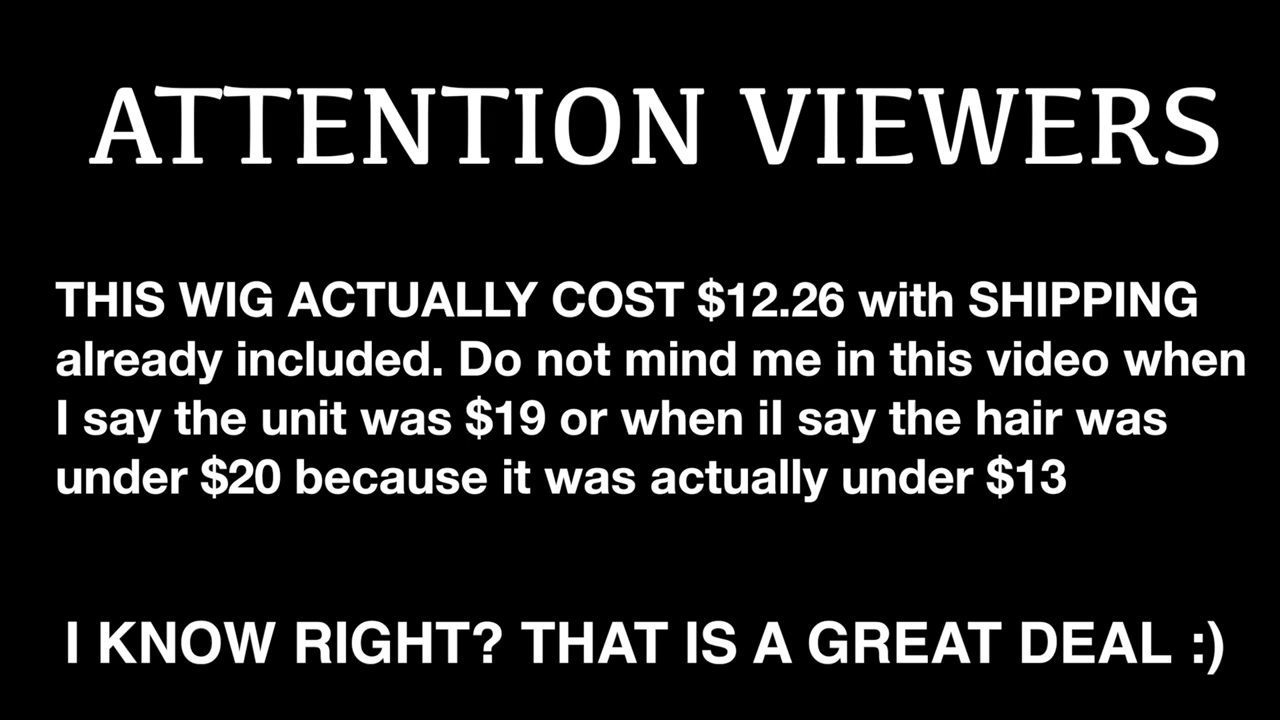 ATTENTION VIEWERS
THIS WIG ACTUALLY COST $12.26 with SHIPPING
already included. Do not mind me in this video when
I say the unit was $19 or when iI say the hair was
under $20 because it was actually under $13
I KNOW RIGHT? THAT IS A GREAT DEAL :)